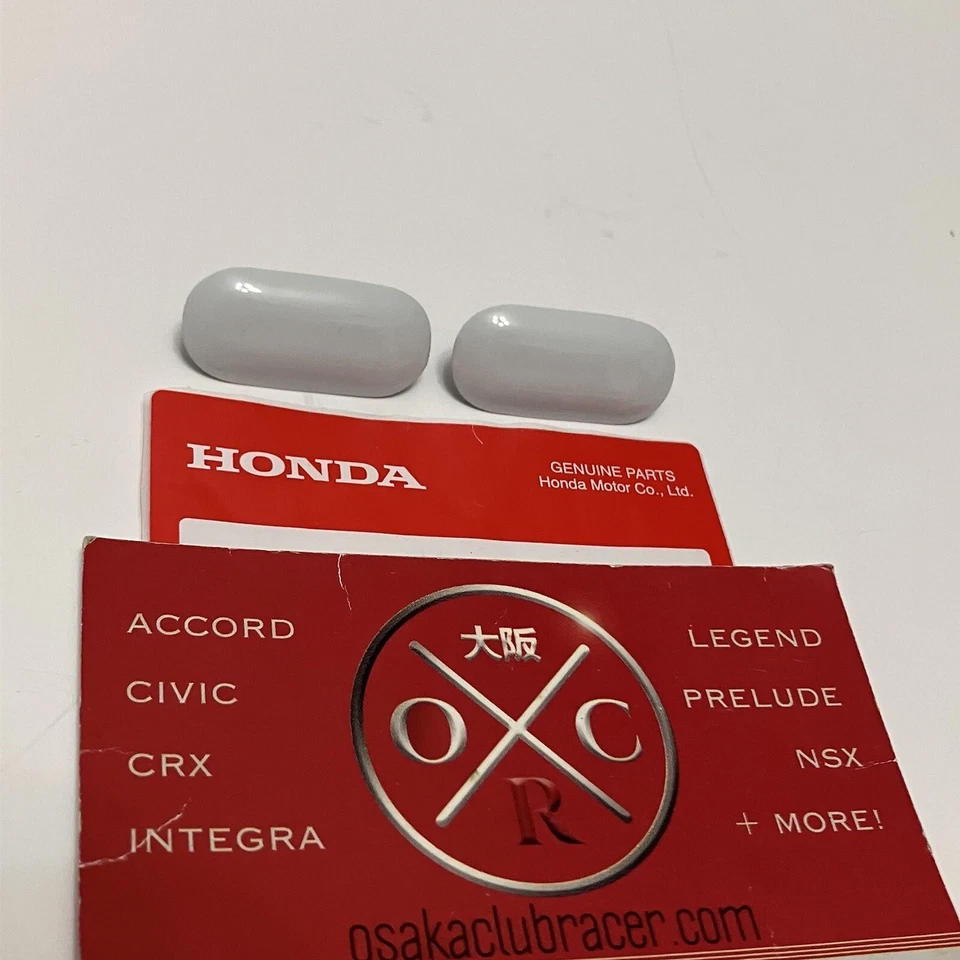 HONDA
GENUINE PARTS
Honda Motor Co., Ltd.
ACCORD
CIVIC
CRX
INTEGRA
大阪
O C
R
LEGEND
PRELUDE
NSX
+ MORE!
osakaclubracer.com